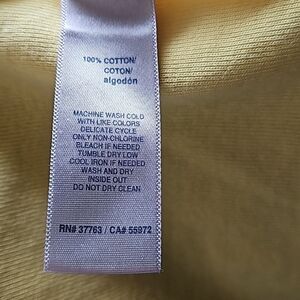 100% COTTON/
COTON/
algodón
MACHINE WASH COLD
WITH LIKE COLORS
DELICATE CYCLE
ONLY NON-CHLORINE
BLEACH IF NEEDED
TUMBLE DRY LOW
COOL IRON IF NEEDED
WASH AND DRY
INSIDE OUT
DO NOT DRY CLEAN
RN# 37763 / CA# 55972